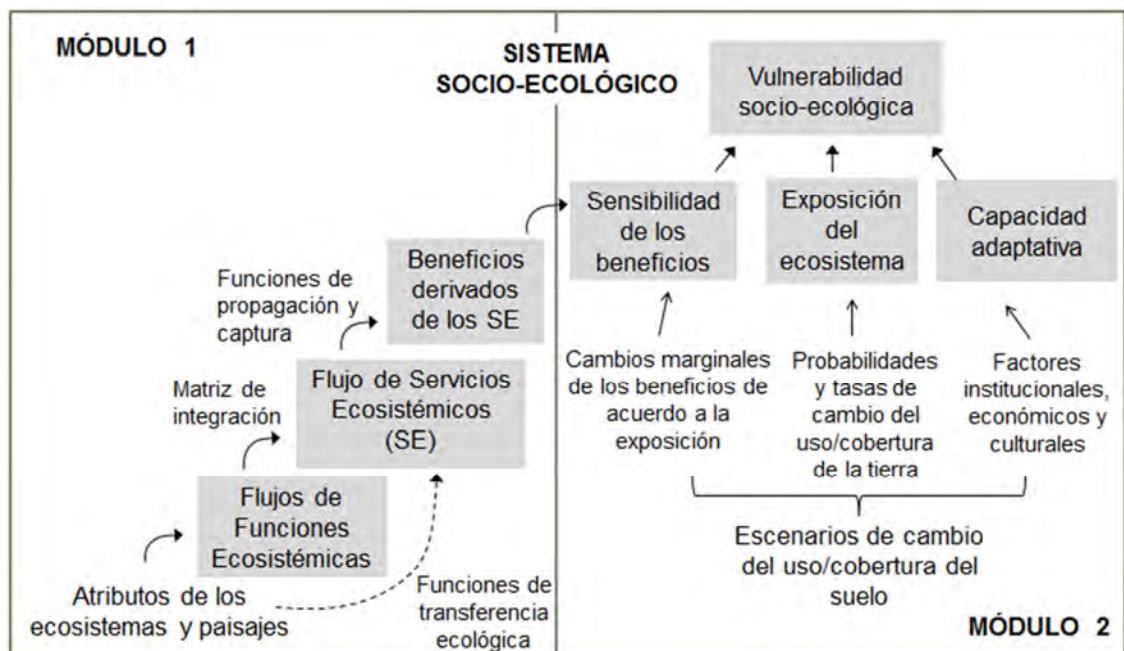 MÓDULO 1
SISTEMA
SOCIO-ECOLÓGICO
Funciones de
propagación y
captura
Beneficios
derivados
de los SE
Matriz de
integración
Flujo de Servicios
Ecosistémicos
(SE)
Flujos de
Funciones
Ecosistémicas
Atributos de los
ecosistemas y paisajes
Funciones de
transferencia
ecológica
Vulnerabilidad
socio-ecológica
Sensibilidad
de los
beneficios
Exposición
del
ecosistema
Capacidad
adaptativa
Cambios marginales
de los beneficios de
acuerdo a la
exposición
Probabilidades
y tasas de
cambio del
uso/cobertura
de la tierra
Factores
institucionales,
económicos y
culturales
Escenarios de cambio
del uso/cobertura del
suelo
MÓDULO 2